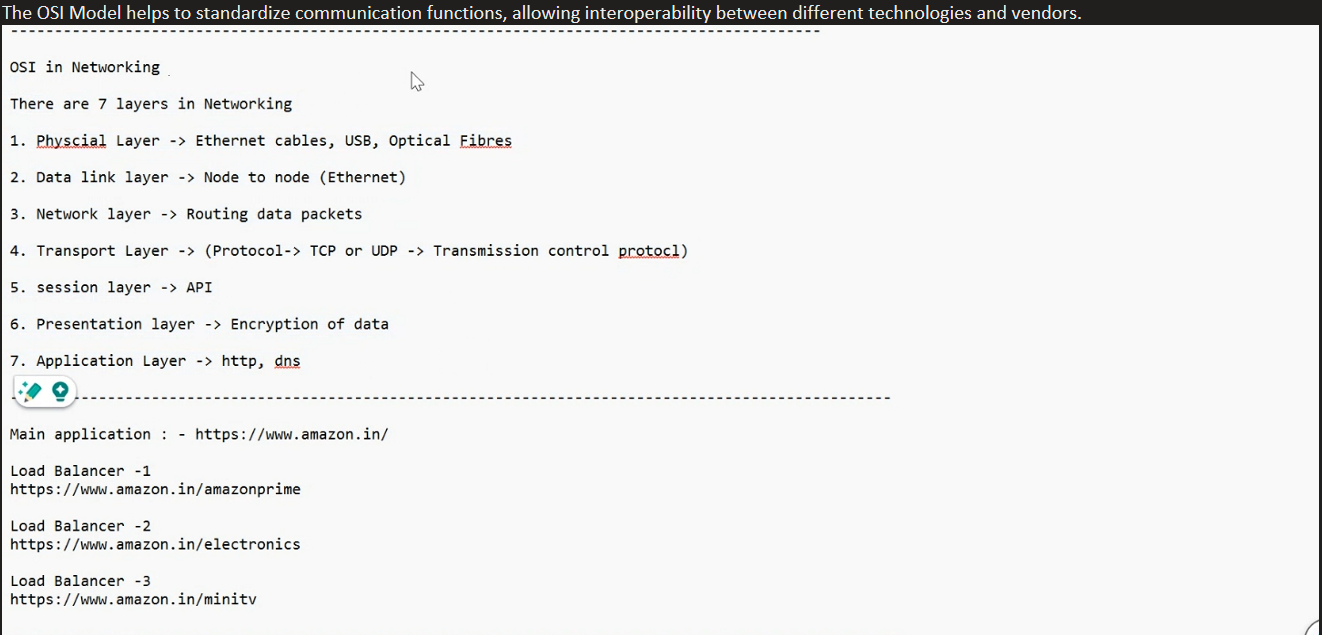 The OSI Model helps to standardize communication functions, allowing interoperability between different technologies and vendors.
--------------------------------------------------------------------------------------------
OSI in Networking
There are 7 layers in Networking
1. Physcial Layer -> Ethernet cables, USB, Optical Fibres
2. Data link layer -> Node to node (Ethernet)
3. Network layer -> Routing data packets
4. Transport Layer -> (Protocol-> TCP or UDP -> Transmission control protocl)
5. session layer -> API
6. Presentation layer -> Encryption of data
7. Application Layer -> http, dns
----------------------------------------------------------------------------------------------------
Main application : - https://www.amazon.in/
Load Balancer -1
https://www.amazon.in/amazonprime
Load Balancer -2
https://www.amazon.in/electronics
Load Balancer -3
https://www.amazon.in/minitv